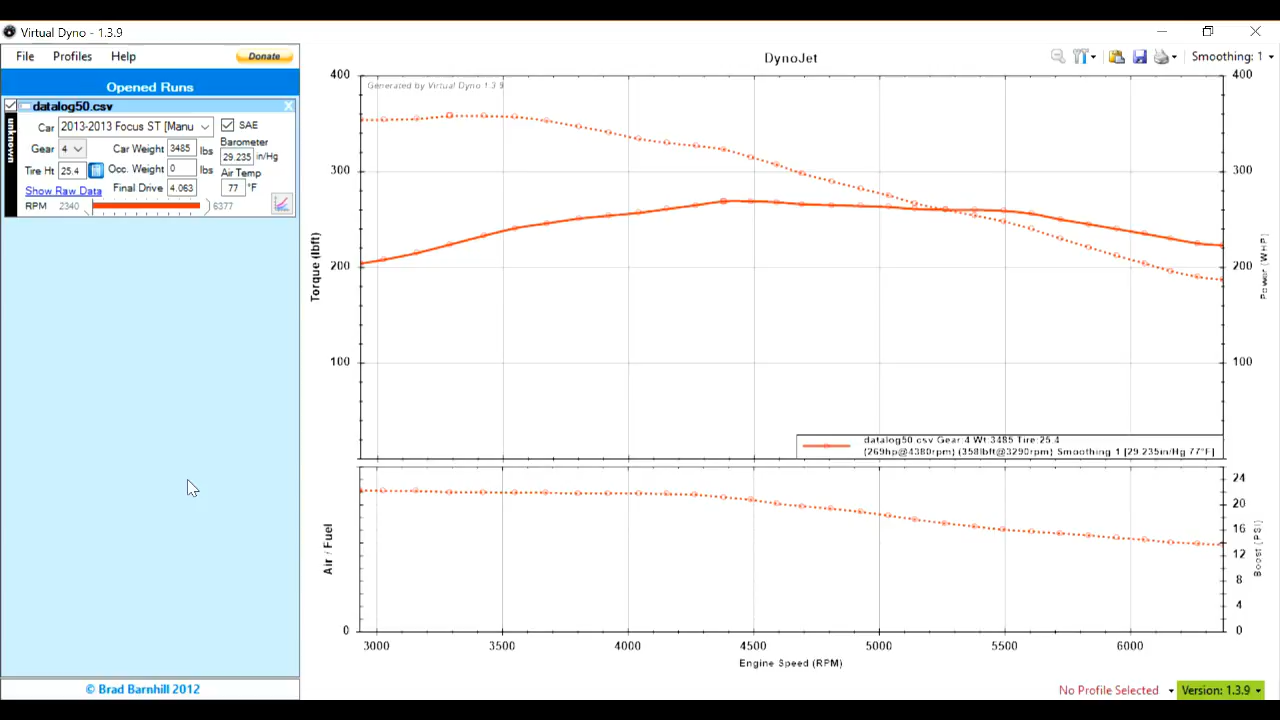 Virtual Dyno - 1.3.9
File Profiles Help Donate
Opened Runs
datalog50.csv X
unknown
Car 2013-2013 Focus ST [Manu SAE
Gear 4 Car Weight 3485 lbs Barometer 29.235 in/Hg
Tire Ht 25.4 Occ. Weight 0 lbs Air Temp 77 °F
Show Raw Data Final Drive 4.063
RPM 2340 6377
© Brad Barnhill 2012
DynoJet
Smoothing: 1
Generated by Virtual Dyno 1.3.9
400 400
300 300
200 200
100 100
Torque (lbft)
Power (WHP)
datalog50.csv Gear:4 Wt:3485 Tire:25.4
(269hp@4380rpm) (358lbft@3290rpm) Smoothing 1 [29.235in/Hg 77°F]
24
20
16
12
8
4
0 0
Air / Fuel
Boost (PSI)
3000 3500 4000 4500 5000 5500 6000
Engine Speed (RPM)
No Profile Selected Version: 1.3.9